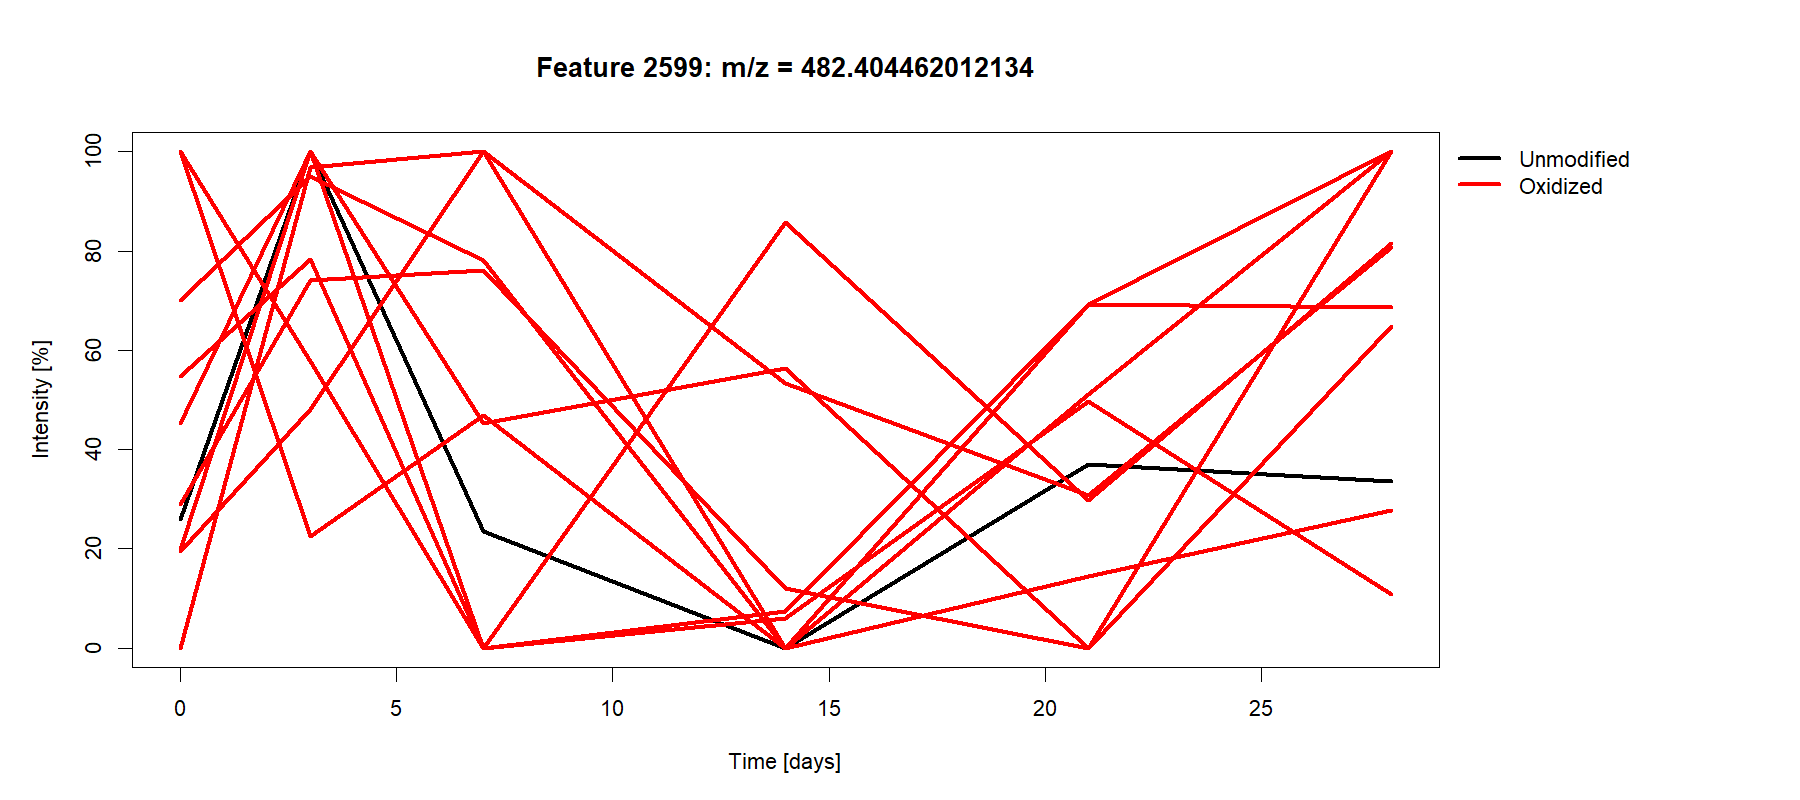 Feature 2599: m/z = 482.404462012134
Unmodified
Oxidized
Intensity [%]
100
80
60
40
20
0
0 5 10 15 20 25
Time [days]